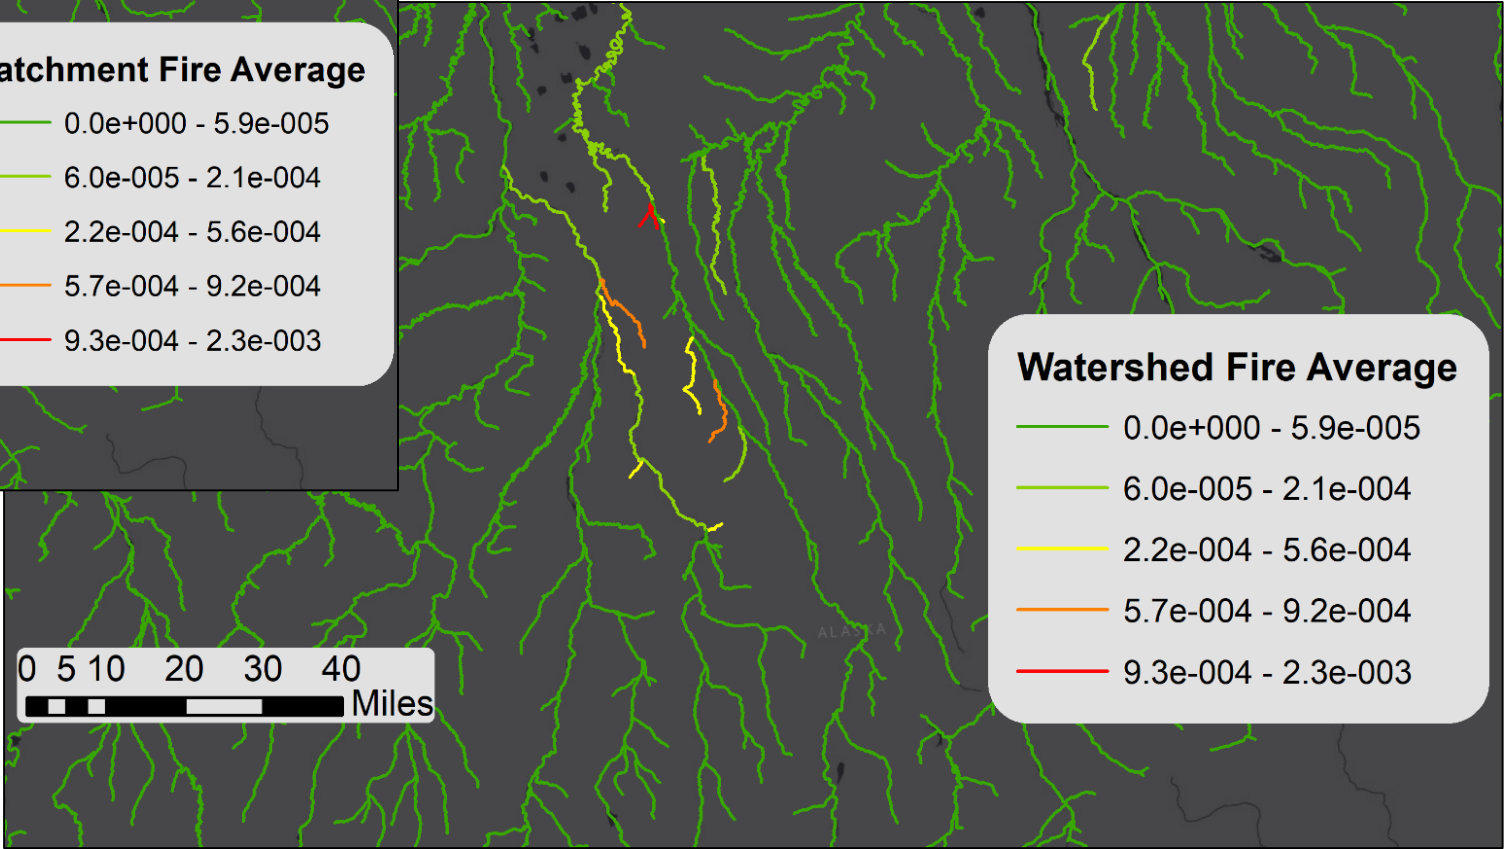 atchment Fire Average
0.0e+000 - 5.9e-005
6.0e-005 - 2.1e-004
2.2e-004 - 5.6e-004
5.7e-004 - 9.2e-004
9.3e-004 - 2.3e-003
Watershed Fire Average
0.0e+000 - 5.9e-005
6.0e-005 - 2.1e-004
2.2e-004 - 5.6e-004
5.7e-004 - 9.2e-004
9.3e-004 - 2.3e-003
ALASKA
0 5 10 20 30 40
Miles